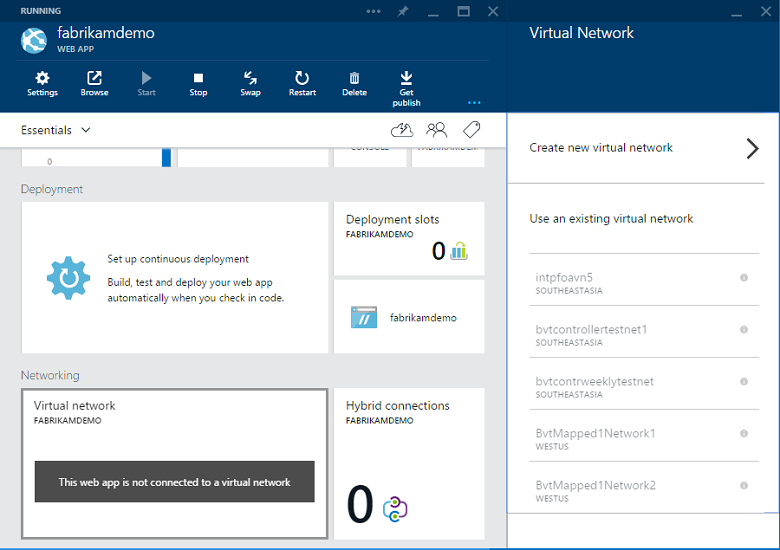 RUNNING
fabrikamdemo
WEB APP
Settings
Browse
Start
Stop
Swap
Restart
Delete
Get
publish
Essentials
0
Deployment
Set up continuous deployment
Build, test and deploy your web app
automatically when you check in code.
Deployment slots
FABRIKAMDEMO
0
fabrikamdemo
Networking
Virtual network
FABRIKAMDEMO
This web app is not connected to a virtual network
Hybrid connections
FABRIKAMDEMO
0
Virtual Network
Create new virtual network
Use an existing virtual network
intpfoavn5
SOUTHEASTASIA
bvtcontrollertestnet1
SOUTHEASTASIA
bvtcontrweeklytestnet
SOUTHEASTASIA
BvtMapped1Network1
WESTUS
BvtMapped1Network2
WESTUS